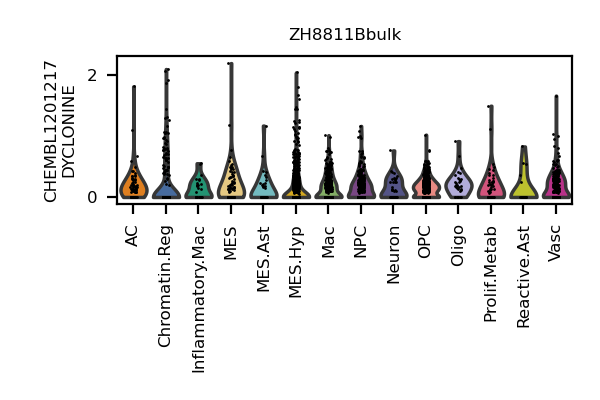 ZH8811Bbulk
CHEMBL1201217
DYCLONINE
2
0
AC
Chromatin.Reg
Inflammatory.Mac
MES
MES.Ast
MES.Hyp
Mac
NPC
Neuron
OPC
Oligo
Prolif.Metab
Reactive.Ast
Vasc